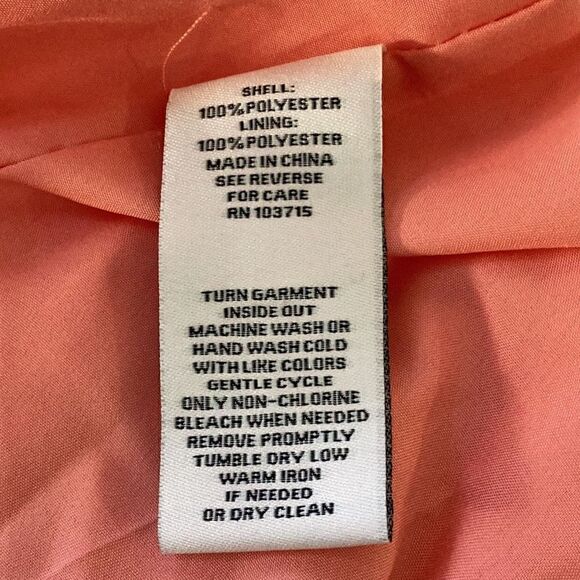 SHELL:
100%POLYESTER
LINING:
100%POLYESTER
MADE IN CHINA
SEE REVERSE
FOR CARE
RN 103715
TURN GARMENT
INSIDE OUT
MACHINE WASH OR
HAND WASH COLD
WITH LIKE COLORS
GENTLE CYCLE
ONLY NON-CHLORINE
BLEACH WHEN NEEDED
REMOVE PROMPTLY
TUMBLE DRY LOW
WARM IRON
IF NEEDED
OR DRY CLEAN